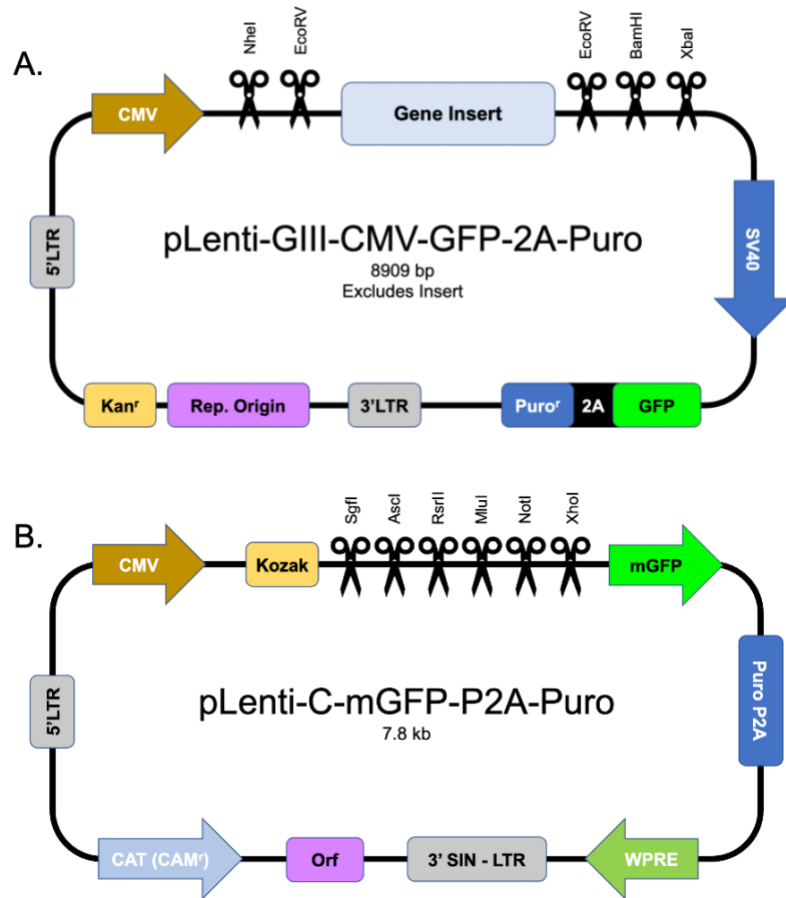 A.
NheI
EcoRV
EcoRV
BamHI
XbaI
CMV
Gene Insert
5'LTR
pLenti-GIII-CMV-GFP-2A-Puro
8909 bp
Excludes Insert
SV40
Kanʳ
Rep. Origin
3'LTR
Puroʳ
2A
GFP
B.
SgfI
AscI
RsrII
MluI
NotI
XhoI
CMV
Kozak
mGFP
5'LTR
pLenti-C-mGFP-P2A-Puro
7.8 kb
Puro P2A
CAT (CAMʳ)
Orf
3' SIN - LTR
WPRE